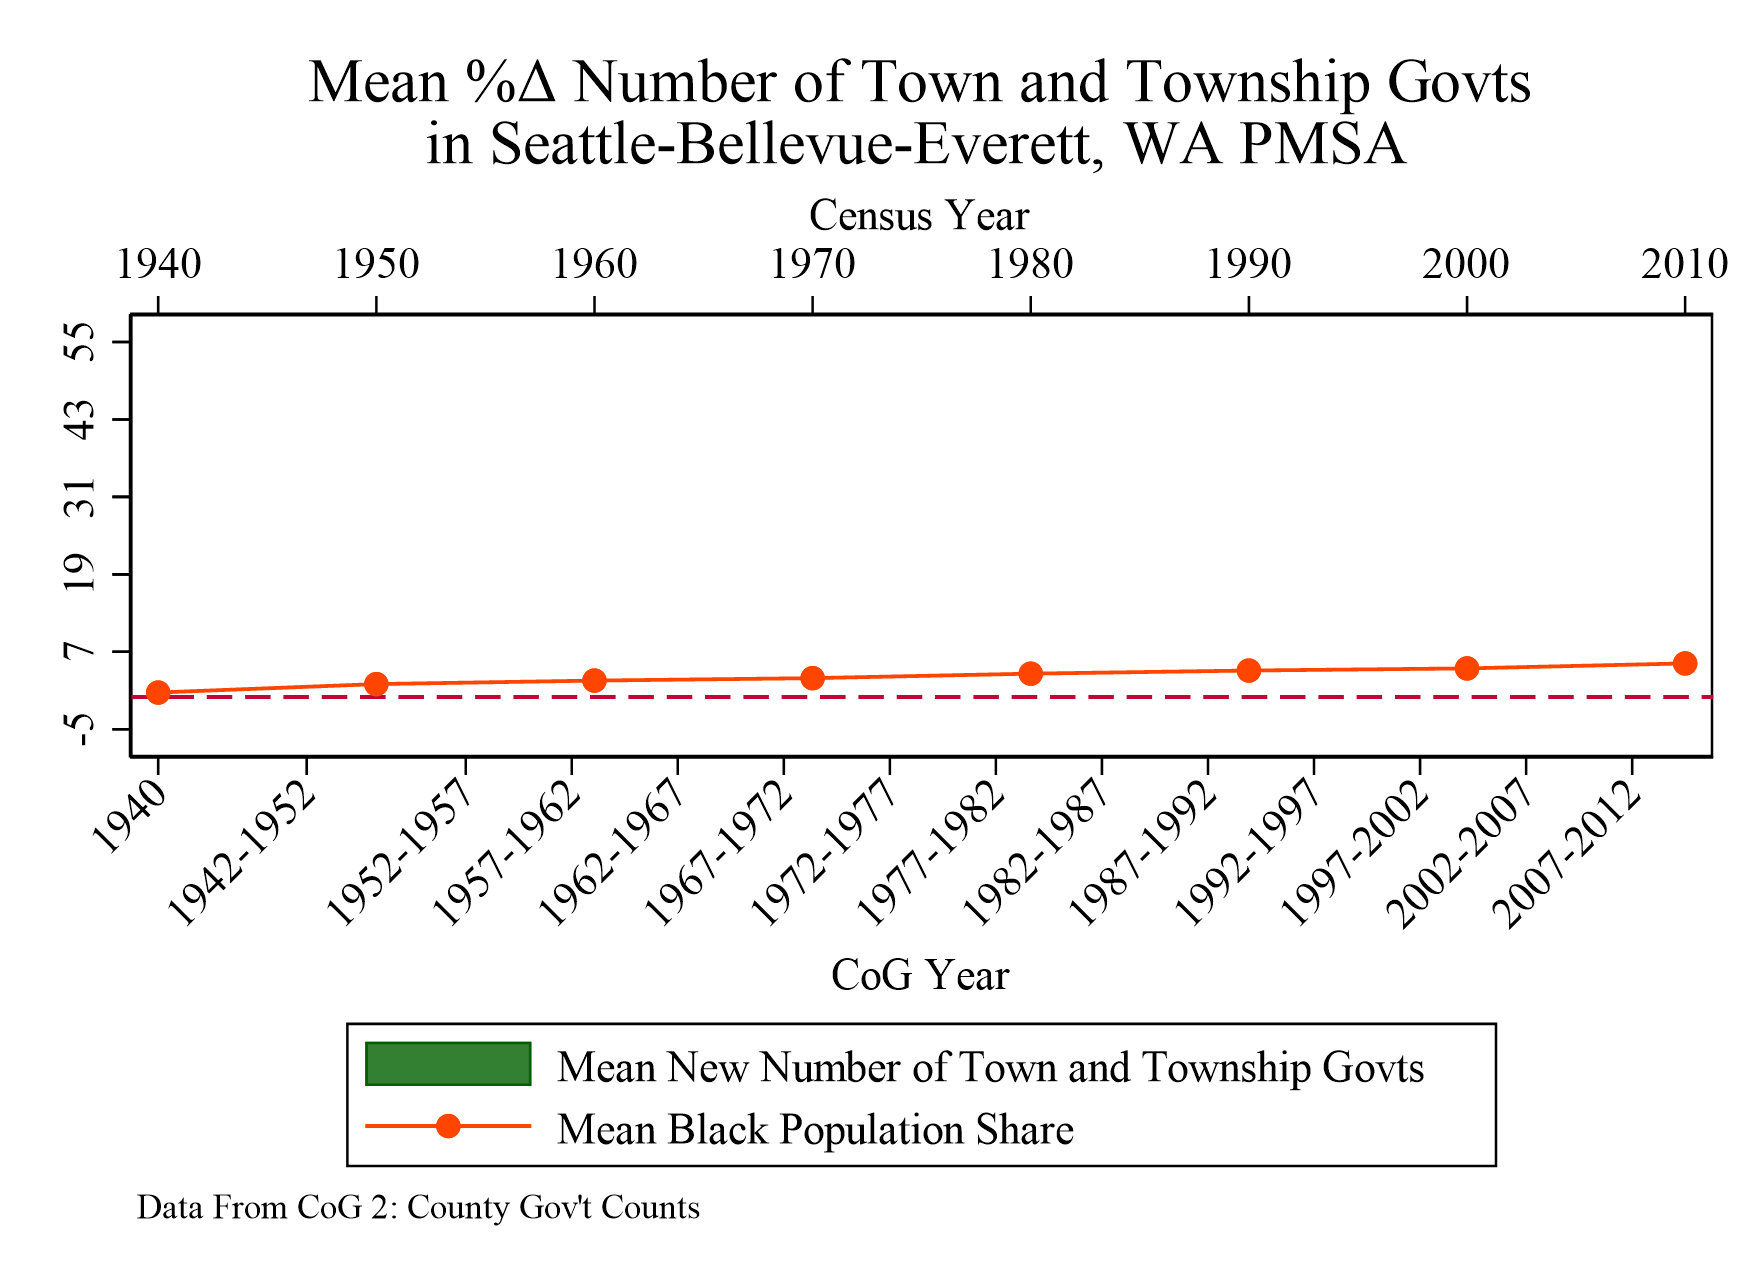 Mean %Δ Number of Town and Township Govts
in Seattle-Bellevue-Everett, WA PMSA
Census Year
1940 1950 1960 1970 1980 1990 2000 2010
55
43
31
19
7
-5
1940 1942-1952 1952-1957 1957-1962 1962-1967 1967-1972 1972-1977 1977-1982 1982-1987 1987-1992 1992-1997 1997-2002 2002-2007 2007-2012
CoG Year
Mean New Number of Town and Township Govts
Mean Black Population Share
Data From CoG 2: County Gov't Counts